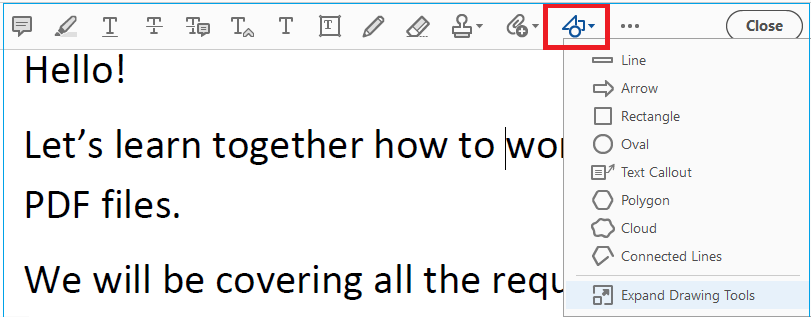 Close
Hello!
Let’s learn together how to wor
PDF files.
We will be covering all the requ
Line
Arrow
Rectangle
Oval
Text Callout
Polygon
Cloud
Connected Lines
Expand Drawing Tools